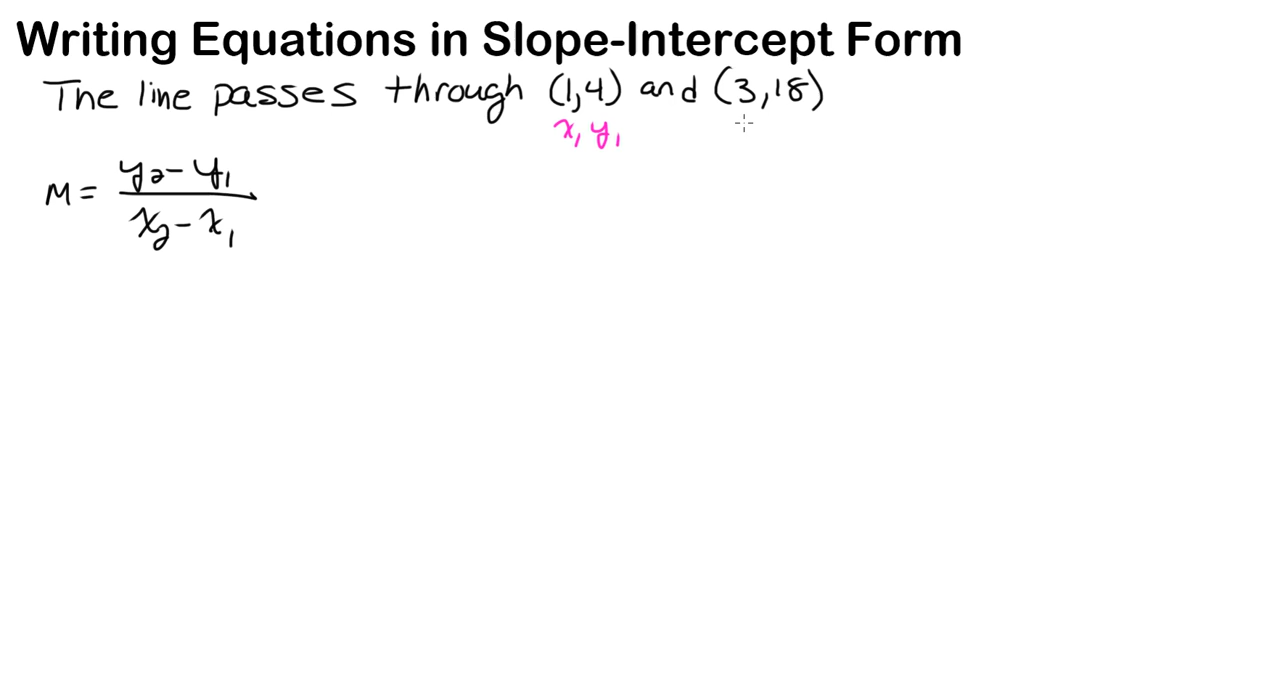 Writing Equations in Slope-Intercept Form
The line passes through (1,4) and (3,18)
x₁ y₁
M = y₂ - y₁
x₂ - x₁